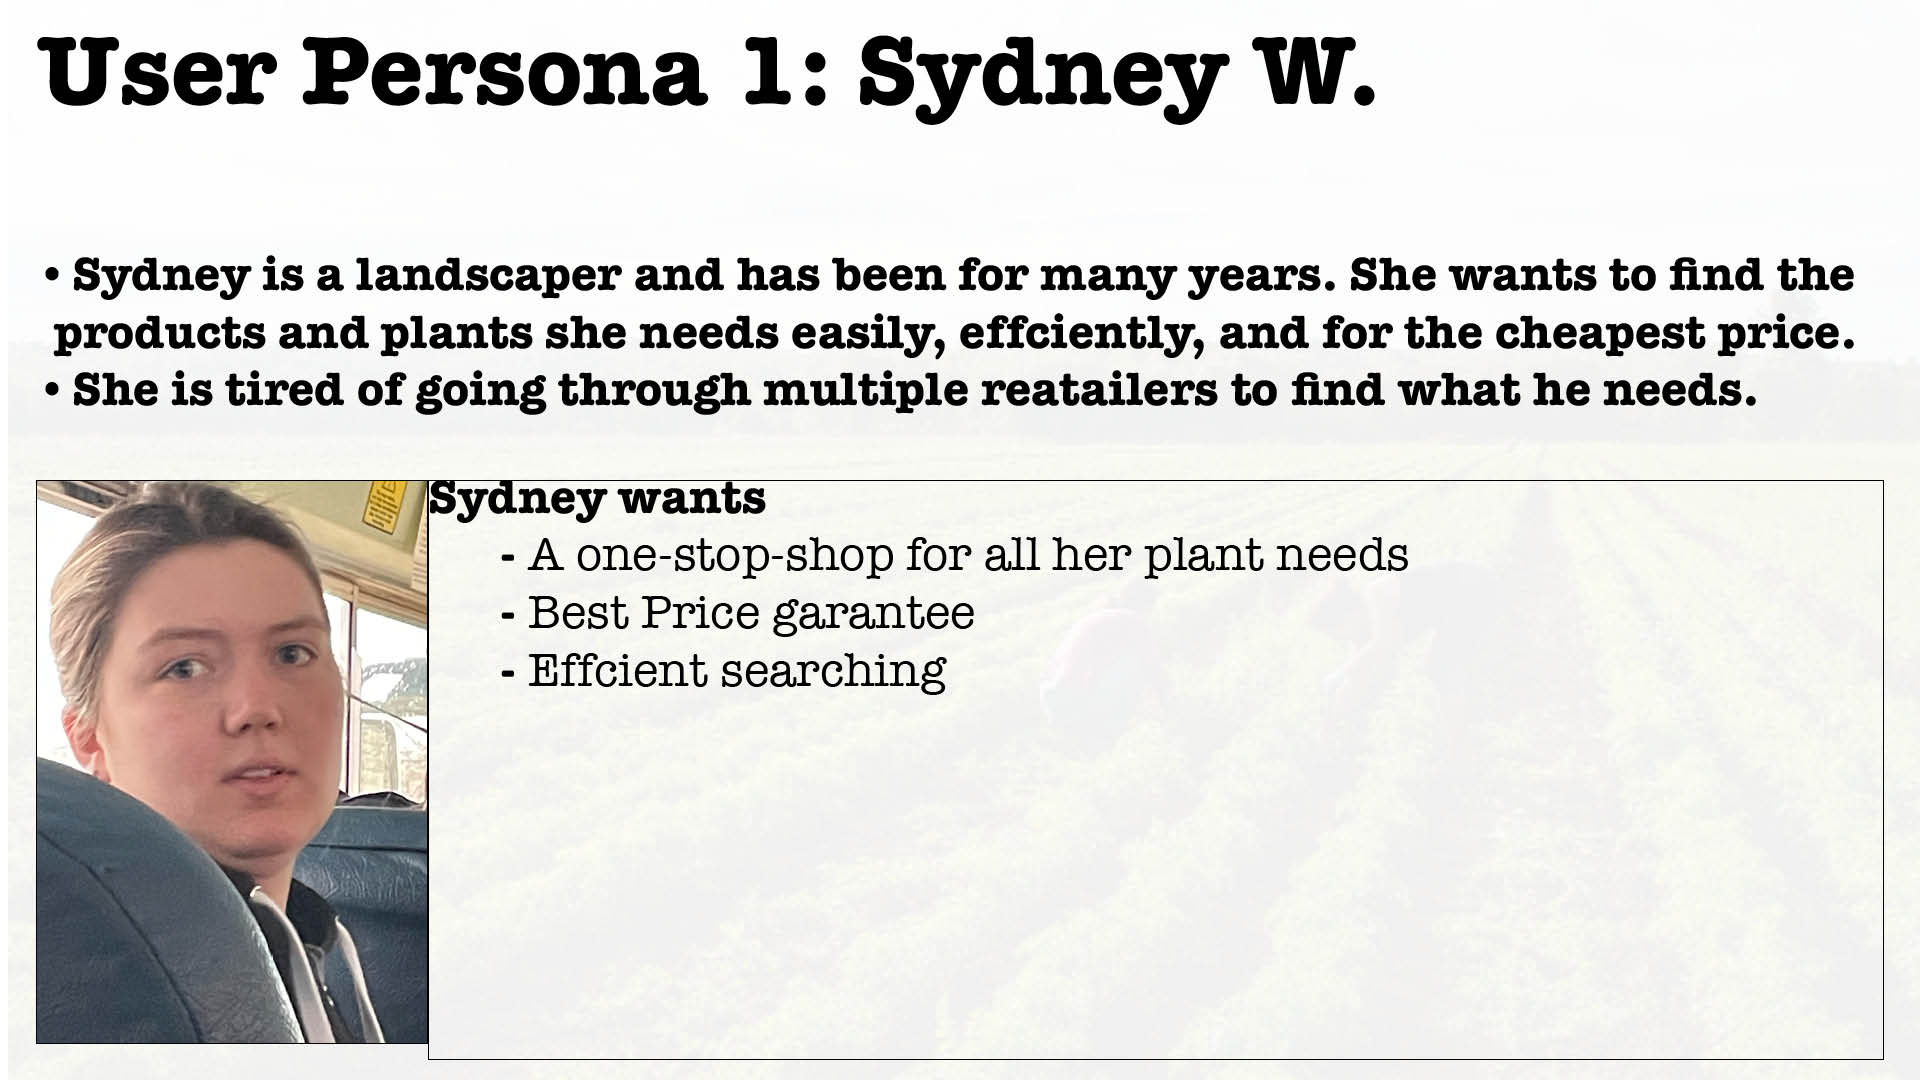 User Persona 1: Sydney W.
• Sydney is a landscaper and has been for many years. She wants to find the
products and plants she needs easily, effciently, and for the cheapest price.
• She is tired of going through multiple reatailers to find what he needs.
Sydney wants
- A one-stop-shop for all her plant needs
- Best Price garantee
- Effcient searching